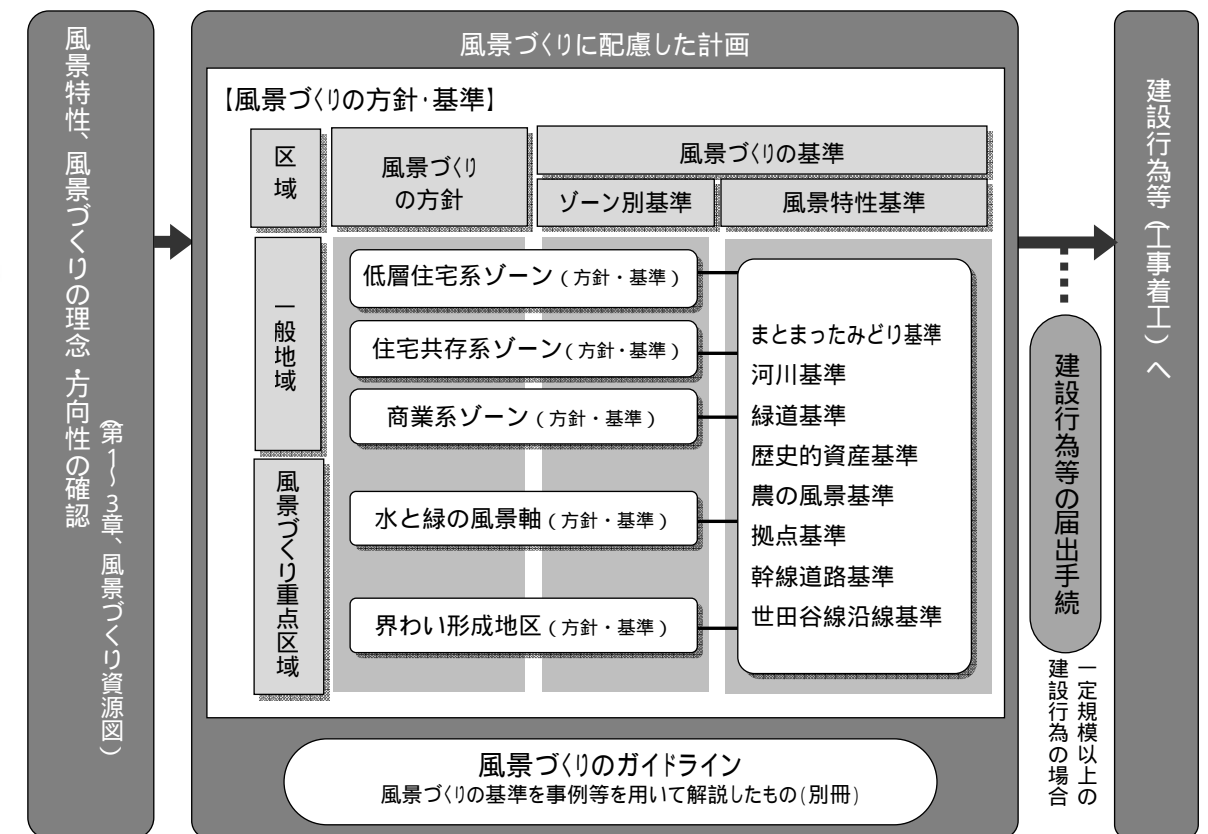 風景特性、風景づくりの理念・方向性の確認
（第1～3章、風景づくり資源図）
風景づくりに配慮した計画
【風景づくりの方針・基準】
区域
風景づくり
の方針
風景づくりの基準
ゾーン別基準
風景特性基準
一般地域
低層住宅系ゾーン（方針・基準）
住宅共存系ゾーン（方針・基準）
商業系ゾーン（方針・基準）
風景づくり重点区域
水と緑の風景軸（方針・基準）
界わい形成地区（方針・基準）
まとまったみどり基準
河川基準
緑道基準
歴史的資産基準
農の風景基準
拠点基準
幹線道路基準
世田谷線沿線基準
風景づくりのガイドライン
風景づくりの基準を事例等を用いて解説したもの（別冊）
建設行為等の届出手続
一定規模以上の
建設行為の場合
建設行為等（工事着工）へ